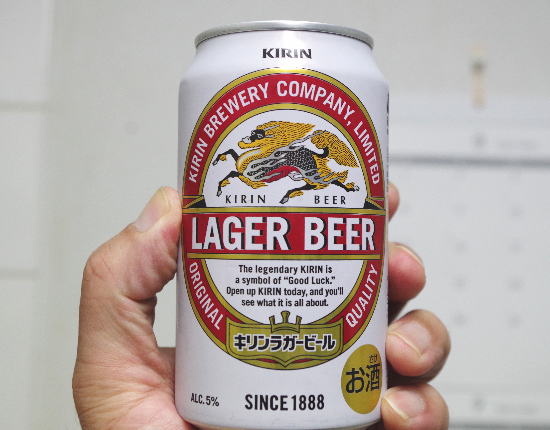 KIRIN
KIRIN BREWERY COMPANY, LIMITED
KIRIN BEER
LAGER BEER
The legendary KIRIN is
a symbol of "Good Luck."
Open up KIRIN today, and you'll
see what it is all about.
ORIGINAL QUALITY
キリンラガービール
さけ
お酒
ALC.5%
SINCE 1888